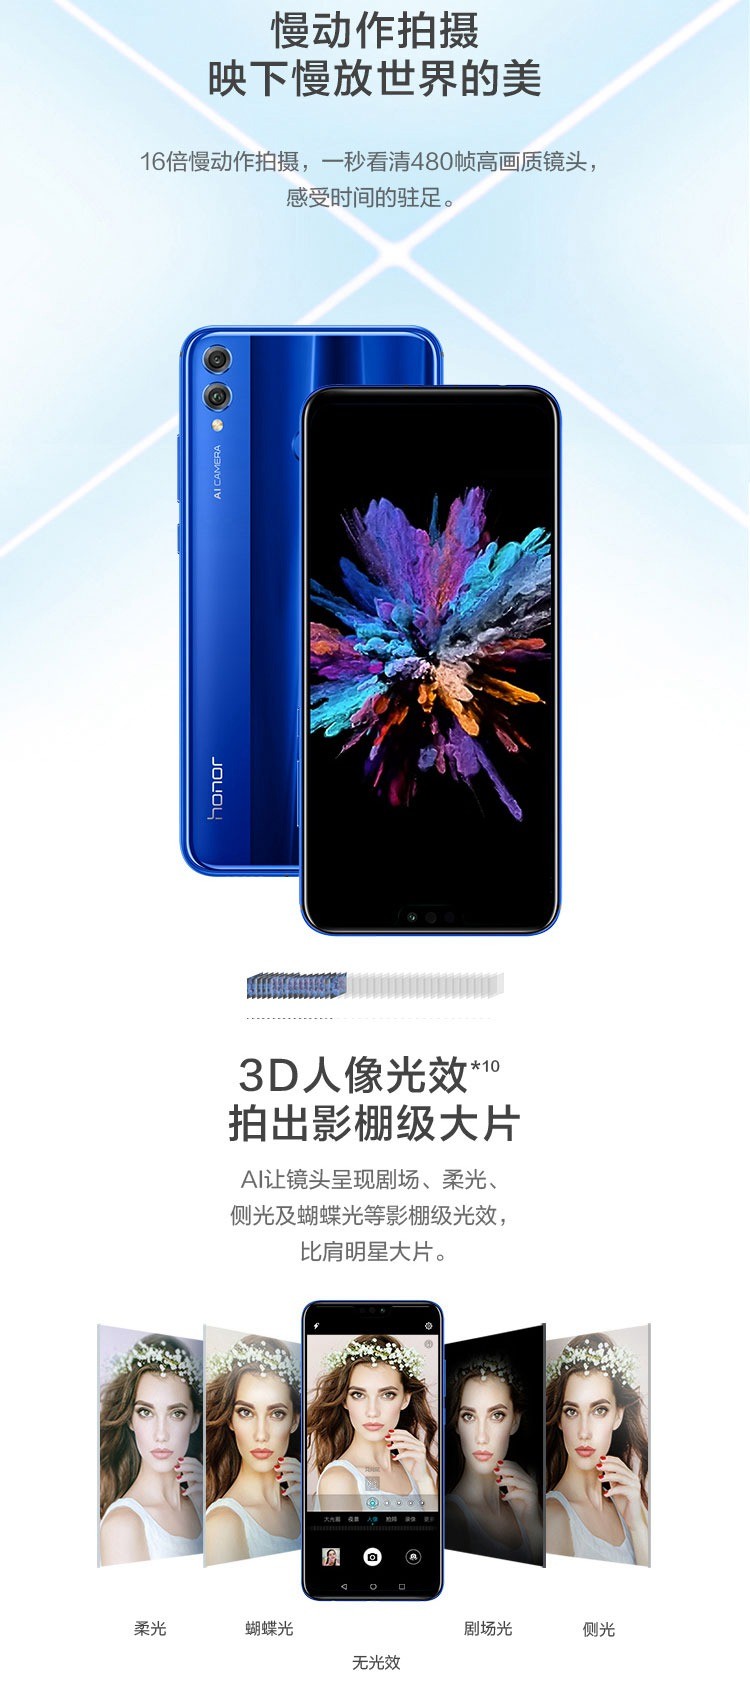 慢动作拍摄
映下慢放世界的美
16倍慢动作拍摄，一秒看清480帧高画质镜头，
感受时间的驻足。
AI CAMERA
honor
3D人像光效*10
拍出影棚级大片
AI让镜头呈现剧场、柔光、
侧光及蝴蝶光等影棚级光效，
比肩明星大片。
大光圈 夜景 人像 拍照 录像 更多
柔光 蝴蝶光 剧场光 侧光
无光效